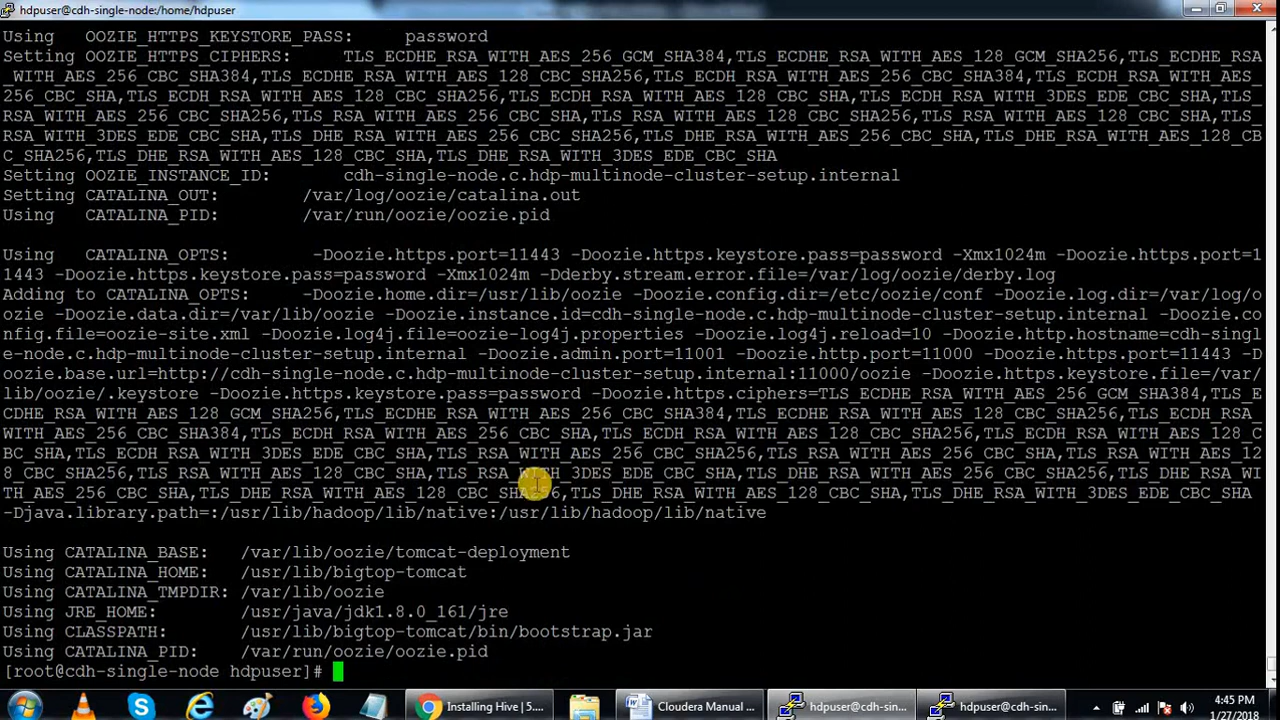 hdpuser@cdh-single-node:/home/hdpuser
Using   OOZIE_HTTPS_KEYSTORE_PASS:     password
Setting OOZIE_HTTPS_CIPHERS:     TLS_ECDHE_RSA_WITH_AES_256_GCM_SHA384,TLS_ECDHE_RSA
_WITH_AES_256_CBC_SHA384,TLS_ECDHE_RSA_WITH_AES_128_CBC_SHA256,TLS_ECDH_RSA_WITH_AES_
256_CBC_SHA,TLS_ECDH_RSA_WITH_AES_128_CBC_SHA,TLS_ECDH_RSA_WITH_3DES_EDE_CBC_SHA,TLS_
RSA_WITH_AES_256_CBC_SHA256,TLS_RSA_WITH_AES_128_CBC_SHA256,TLS_RSA_WITH_AES_128_CBC_SHA,TLS_
RSA_WITH_3DES_EDE_CBC_SHA,TLS_DHE_RSA_WITH_AES_256_CBC_SHA,TLS_DHE_RSA_WITH_AES_128_CB
C_SHA256,TLS_DHE_RSA_WITH_AES_128_CBC_SHA,TLS_DHE_RSA_WITH_3DES_EDE_CBC_SHA
Setting OOZIE_INSTANCE_ID:       cdh-single-node.c.hdp-multinode-cluster-setup.internal
Setting CATALINA_OUT:        /var/log/oozie/catalina.out
Using   CATALINA_PID:        /var/run/oozie/oozie.pid
Using   CATALINA_OPTS:        -Doozie.https.port=11443 -Doozie.https.keystore.pass=password -Xmx1024m -Doozie.https.port=1
1443 -Doozie.https.keystore.pass=password -Xmx1024m -Dderby.stream.error.file=/var/log/oozie/derby.log
Adding to CATALINA_OPTS:     -Doozie.home.dir=/usr/lib/oozie -Doozie.config.dir=/etc/oozie/conf -Doozie.log.dir=/var/log/o
ozie -Doozie.data.dir=/var/lib/oozie -Doozie.instance.id=cdh-single-node.c.hdp-multinode-cluster-setup.internal -Doozie.co
nfig.file=oozie-site.xml -Doozie.log4j.file=oozie-log4j.properties -Doozie.log4j.reload=10 -Doozie.http.hostname=cdh-singl
e-node.c.hdp-multinode-cluster-setup.internal -Doozie.admin.port=11001 -Doozie.http.port=11000 -Doozie.https.port=11443 -D
oozie.base.url=http://cdh-single-node.c.hdp-multinode-cluster-setup.internal:11000/oozie -Doozie.https.keystore.file=/var/
lib/oozie/.keystore -Doozie.https.keystore.pass=password -Doozie.https.ciphers=TLS_ECDHE_RSA_WITH_AES_256_GCM_SHA384,TLS_E
CDHE_RSA_WITH_AES_128_GCM_SHA256,TLS_ECDHE_RSA_WITH_AES_256_CBC_SHA384,TLS_ECDHE_RSA_WITH_AES_128_CBC_SHA256,TLS_ECDH_RSA_
WITH_AES_256_CBC_SHA384,TLS_ECDH_RSA_WITH_AES_256_CBC_SHA,TLS_ECDH_RSA_WITH_AES_128_C
BC_SHA,TLS_ECDH_RSA_WITH_3DES_EDE_CBC_SHA,TLS_RSA_WITH_AES_256_CBC_SHA,TLS_RSA_WITH_AES_12
8_CBC_SHA256,TLS_RSA_WITH_AES_128_CBC_SHA,TLS_RSA_WITH_3DES_EDE_CBC_SHA,TLS_DHE_RSA_WITH_AES_256_CBC_SHA256,TLS_DHE_RSA_WI
TH_AES_256_CBC_SHA,TLS_DHE_RSA_WITH_AES_128_CBC_SHA256,TLS_DHE_RSA_WITH_AES_128_CBC_SHA,TLS_DHE_RSA_WITH_3DES_EDE_CBC_SHA
-Djava.library.path=:/usr/lib/hadoop/lib/native:/usr/lib/hadoop/lib/native
Using CATALINA_BASE:   /var/lib/oozie/tomcat-deployment
Using CATALINA_HOME:   /usr/lib/bigtop-tomcat
Using CATALINA_TMPDIR: /var/lib/oozie
Using JRE_HOME:        /usr/java/jdk1.8.0_161/jre
Using CLASSPATH:       /usr/lib/bigtop-tomcat/bin/bootstrap.jar
Using CATALINA_PID:    /var/run/oozie/oozie.pid
[root@cdh-single-node hdpuser]#
Installing Hive | 5....
Cloudera Manual ...
hdpuser@cdh-sin...
hdpuser@cdh-sin...
4:45 PM
1/27/2018